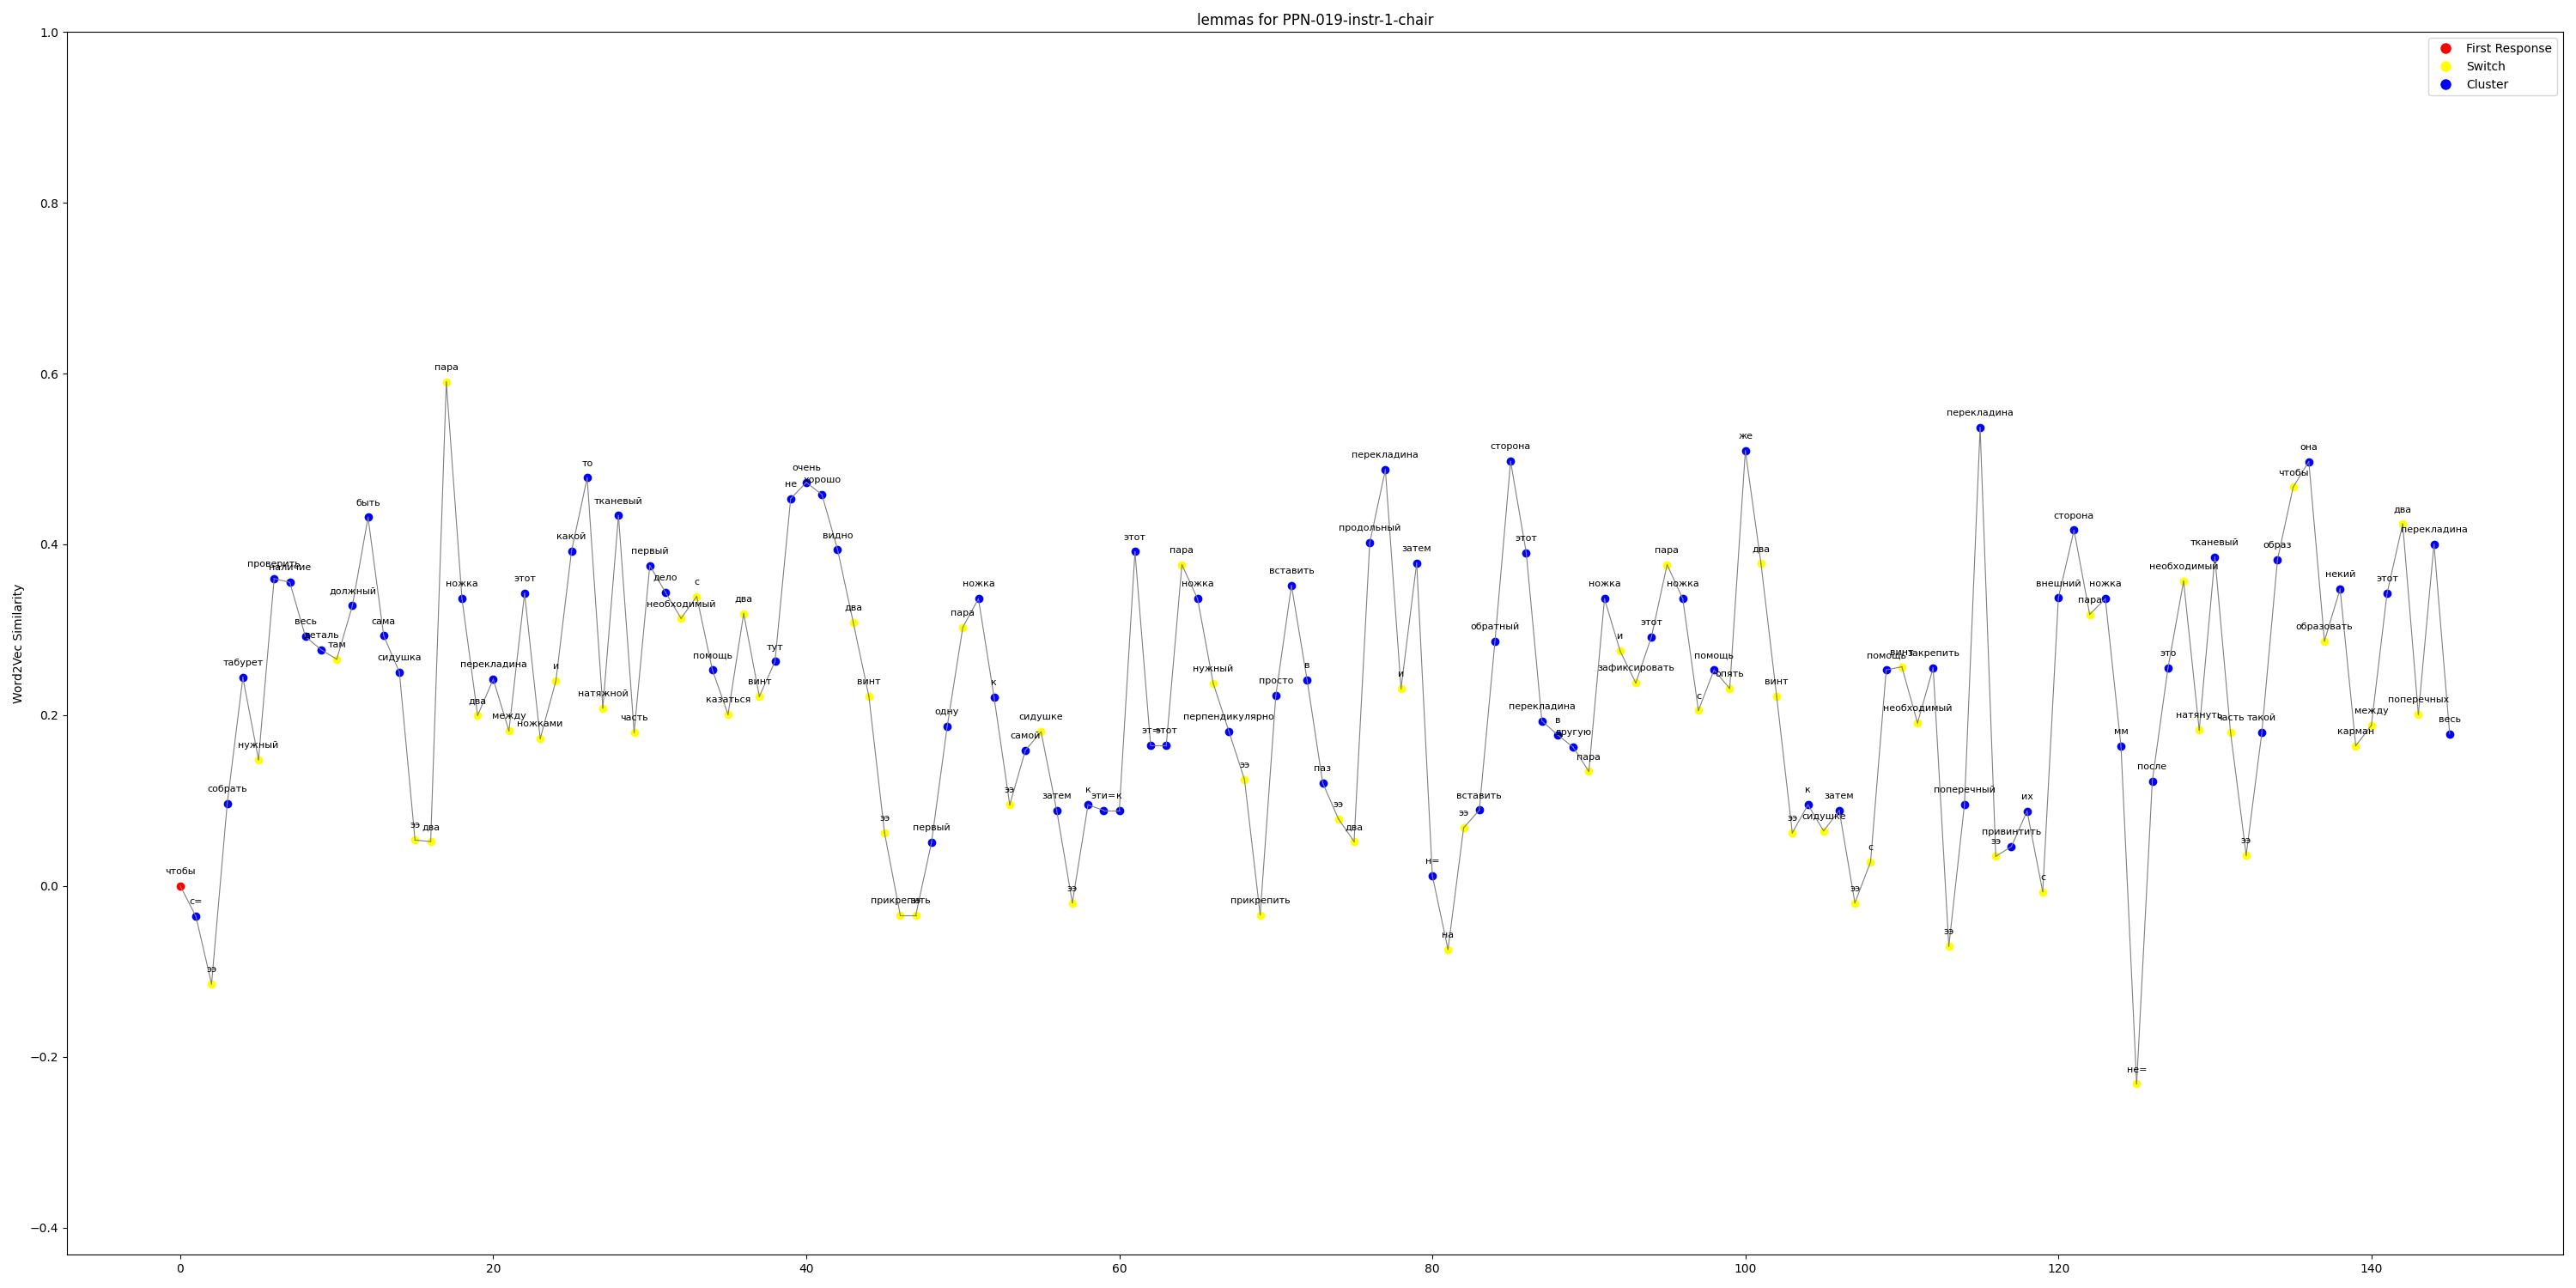 lemmas for PPN-019-instr-1-chair
Word2Vec Similarity
1.0
0.8
0.6
0.4
0.2
0.0
−0.2
−0.4
0
20
40
60
80
100
120
140
First Response
Switch
Cluster
чтобы
с=
ээ
собрать
табурет
нужный
проверить
наличие
весь
деталь
там
должный
быть
сама
сидушка
ээ
два
пара
ножка
два
перекладина
между
этот
ножками
и
какой
то
натяжной
тканевый
часть
первый
дело
необходимый
с
помощь
казаться
два
винт
тут
не
очень
хорошо
видно
два
винт
ээ
прикрепить
ээ
первый
одну
пара
ножка
к
ээ
самой
сидушке
затем
ээ
к
эти=к
этот
эт=
этот
пара
ножка
нужный
перпендикулярно
ээ
прикрепить
просто
вставить
в
паз
ээ
два
продольный
перекладина
и
затем
н=
на
ээ
вставить
обратный
сторона
этот
перекладина
в
другую
пара
ножка
и
зафиксировать
этот
пара
ножка
с
помощь
опять
же
два
винт
ээ
к
сидушке
затем
ээ
с
помощь
винт
необходимый
закрепить
ээ
поперечный
перекладина
ээ
привинтить
их
с
внешний
сторона
пара
ножка
мм
не=
после
это
необходимый
натянуть
тканевый
часть
ээ
такой
образ
чтобы
она
образовать
некий
карман
между
этот
два
поперечных
перекладина
весь